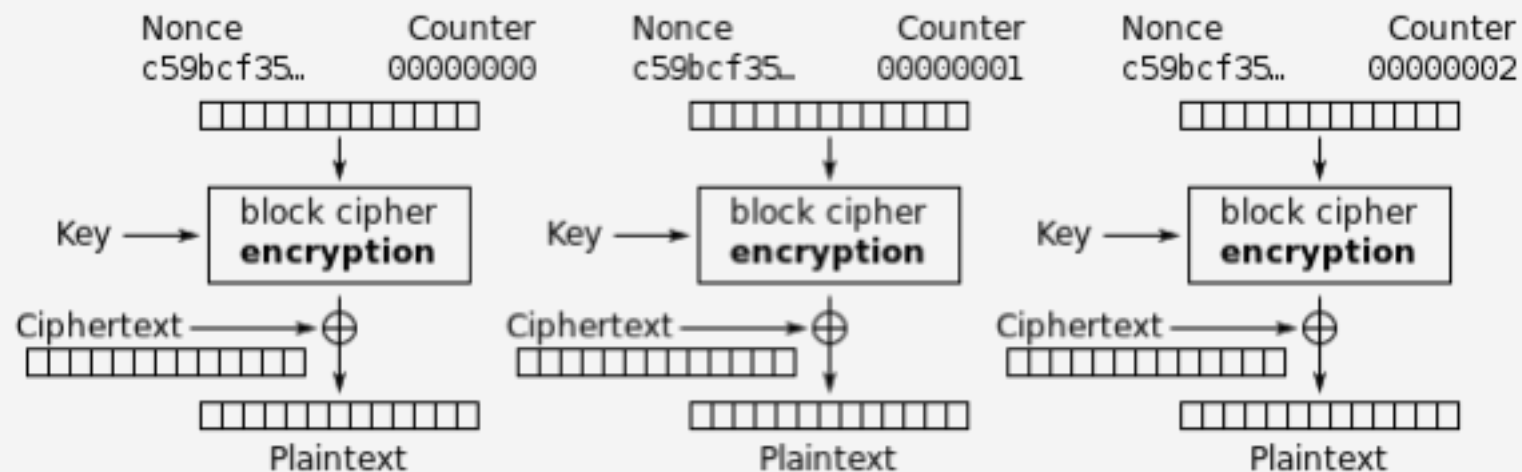 Nonce Counter Nonce Counter Nonce Counter
c59bcf35… 00000000 c59bcf35… 00000001 c59bcf35… 00000002
block cipher block cipher block cipher
Key encryption Key encryption Key encryption
Ciphertext Ciphertext Ciphertext
Plaintext Plaintext Plaintext